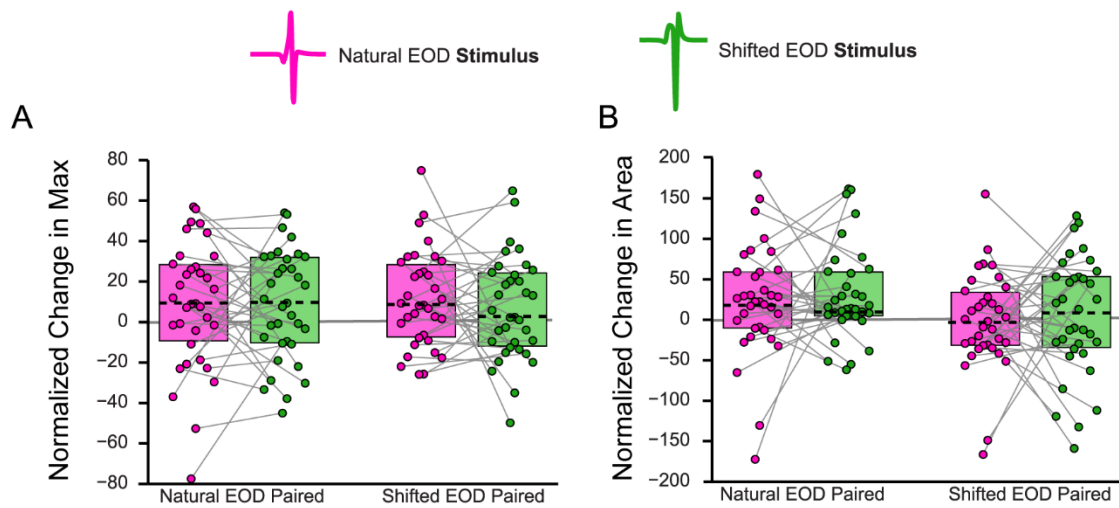 Natural EOD Stimulus
Shifted EOD Stimulus
A
Normalized Change in Max
80
60
40
20
0
−20
−40
−60
−80
Natural EOD Paired
Shifted EOD Paired
B
Normalized Change in Area
200
150
100
50
0
−50
−100
−150
−200
Natural EOD Paired
Shifted EOD Paired